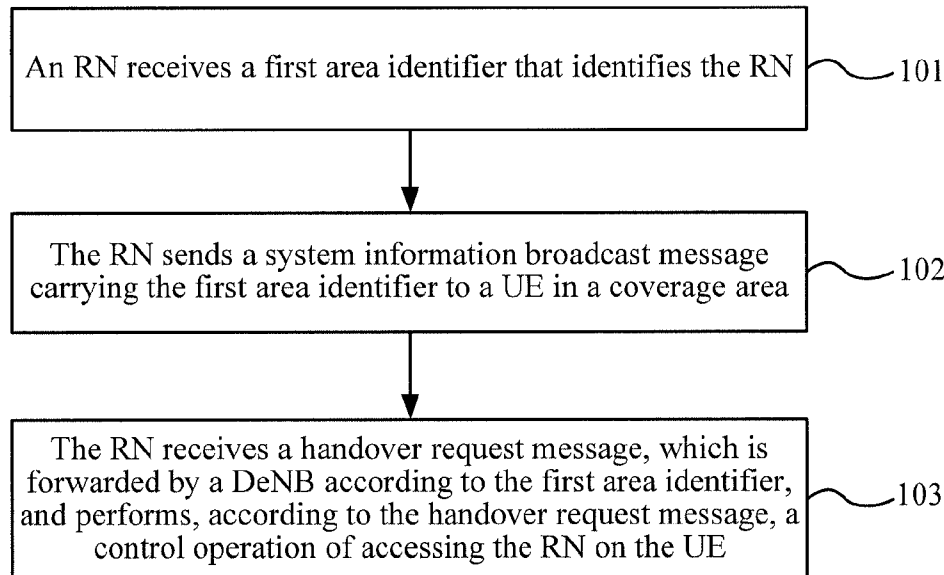 An RN receives a first area identifier that identifies the RN
101
The RN sends a system information broadcast message
carrying the first area identifier to a UE in a coverage area
102
The RN receives a handover request message, which is
forwarded by a DeNB according to the first area identifier,
and performs, according to the handover request message, a
control operation of accessing the RN on the UE
103